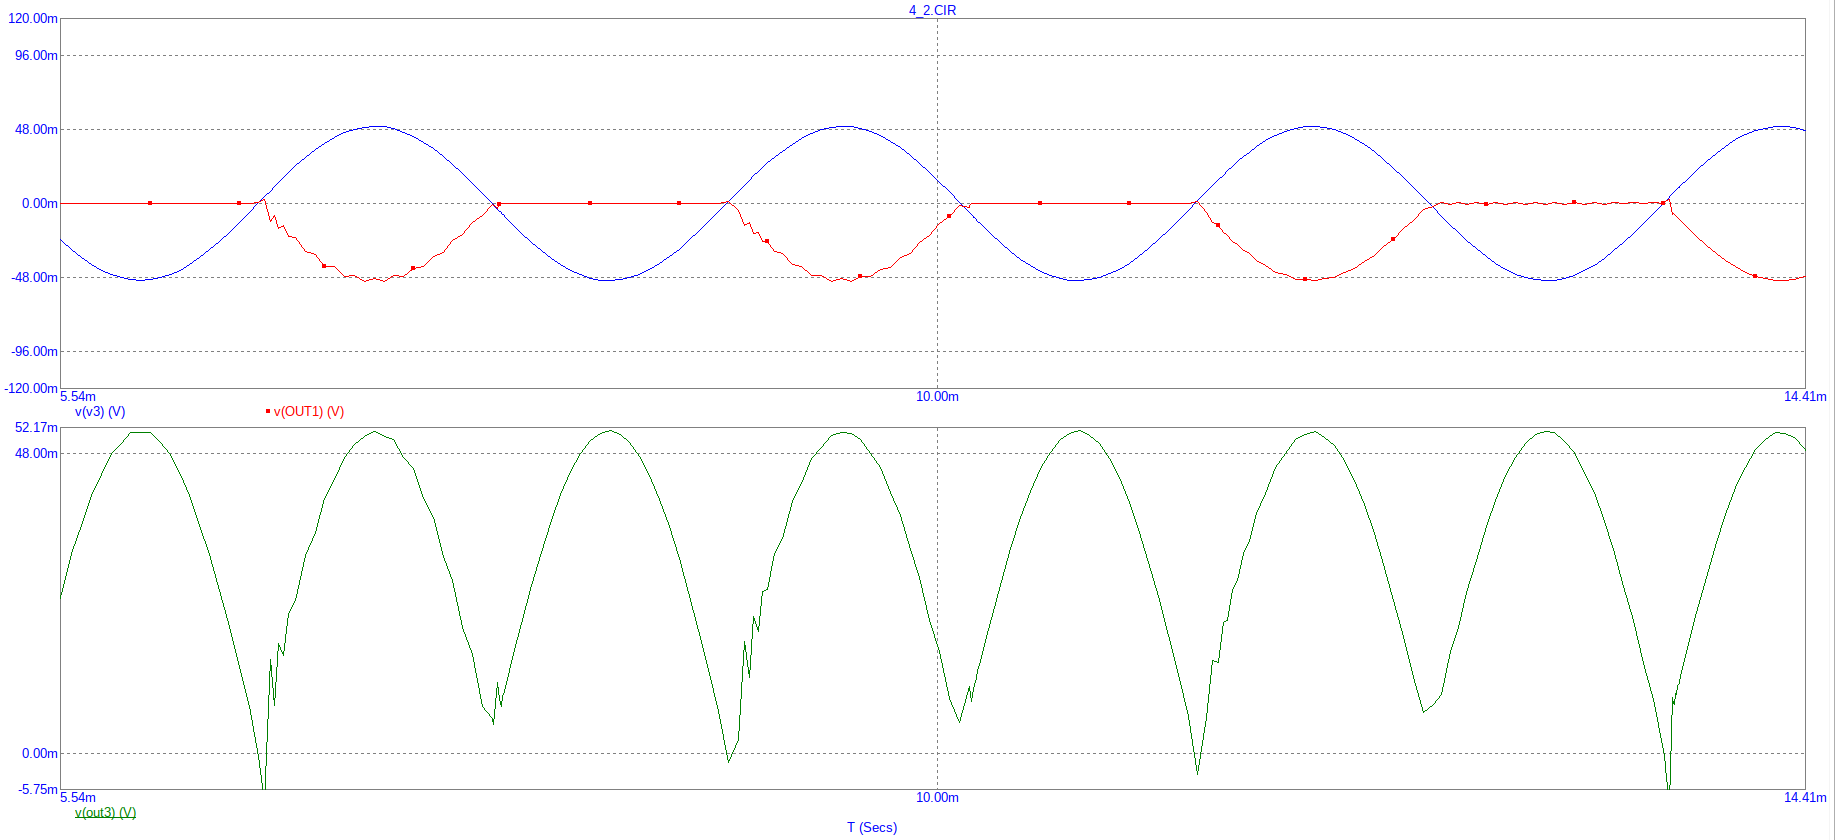 4_2.CIR
120.00m
96.00m
48.00m
0.00m
-48.00m
-96.00m
-120.00m
5.54m 10.00m 14.41m
v(v3) (V) v(OUT1) (V)
52.17m
48.00m
0.00m
-5.75m
5.54m 10.00m 14.41m
v(out3) (V)
T (Secs)